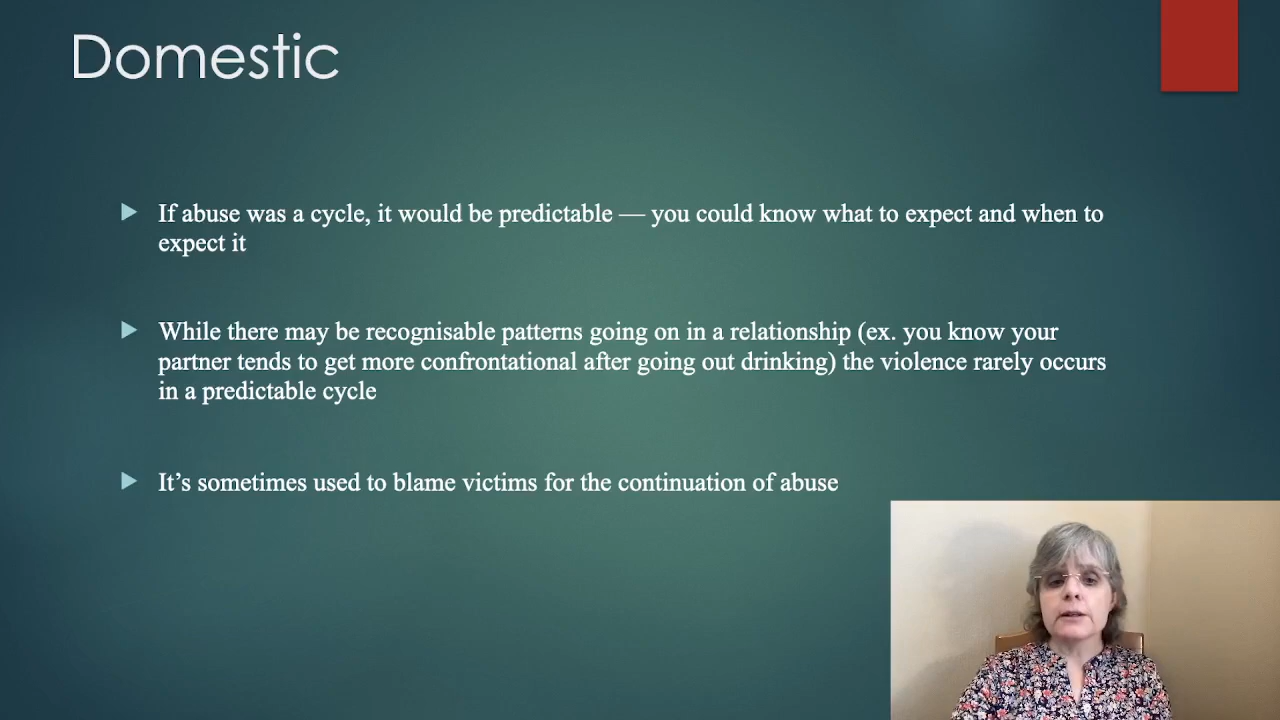 Domestic
If abuse was a cycle, it would be predictable — you could know what to expect and when to
expect it
While there may be recognisable patterns going on in a relationship (ex. you know your
partner tends to get more confrontational after going out drinking) the violence rarely occurs
in a predictable cycle
It’s sometimes used to blame victims for the continuation of abuse